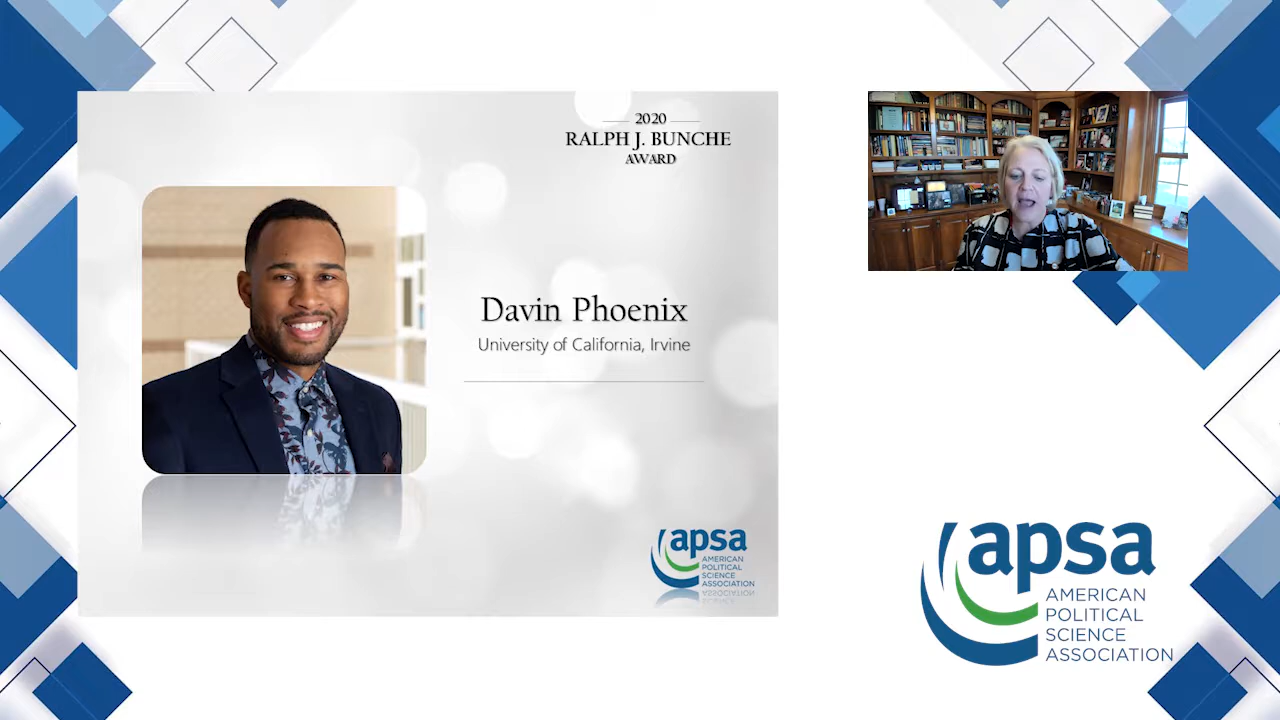 2020
RALPH J. BUNCHE
AWARD
Davin Phoenix
University of California, Irvine
apsa
AMERICAN
POLITICAL
SCIENCE
ASSOCIATION
apsa
AMERICAN
POLITICAL
SCIENCE
ASSOCIATION